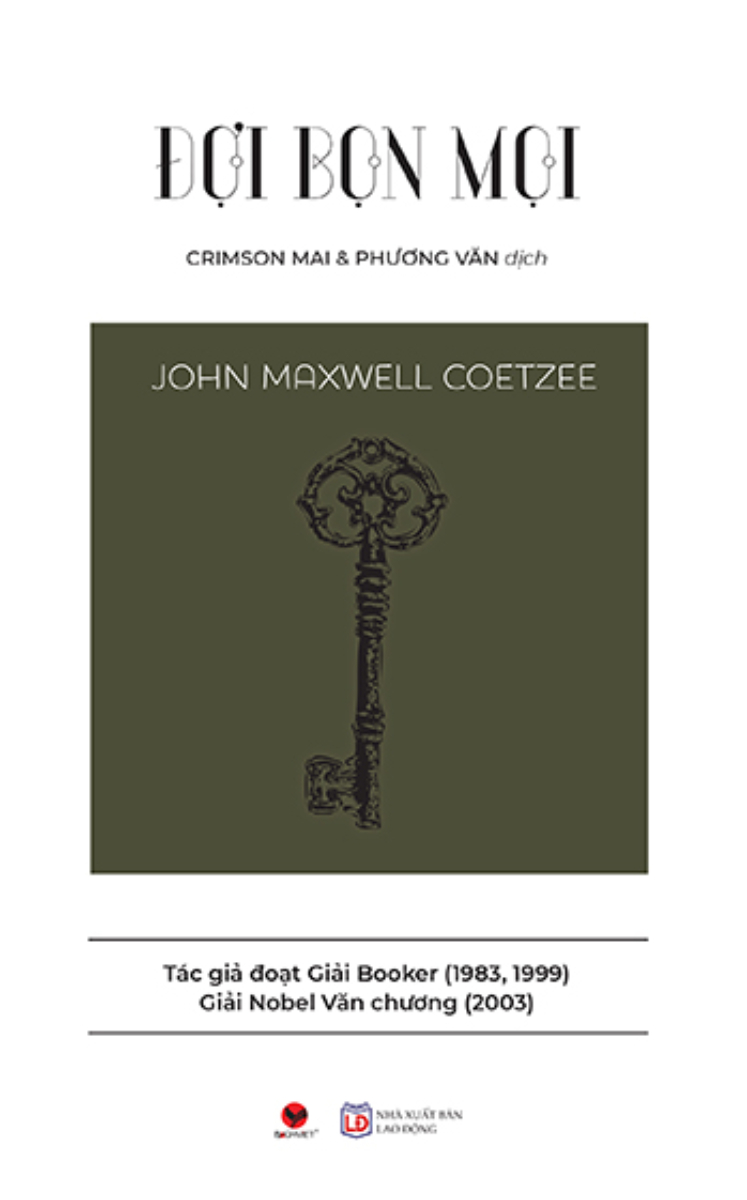 ĐỢI BỌN MỌI
CRIMSON MAI & PHƯƠNG VĂN dịch
JOHN MAXWELL COETZEE
Tác giả đoạt Giải Booker (1983, 1999)
Giải Nobel Văn chương (2003)
LĐ NHÀ XUẤT BẢN
LAO ĐỘNG